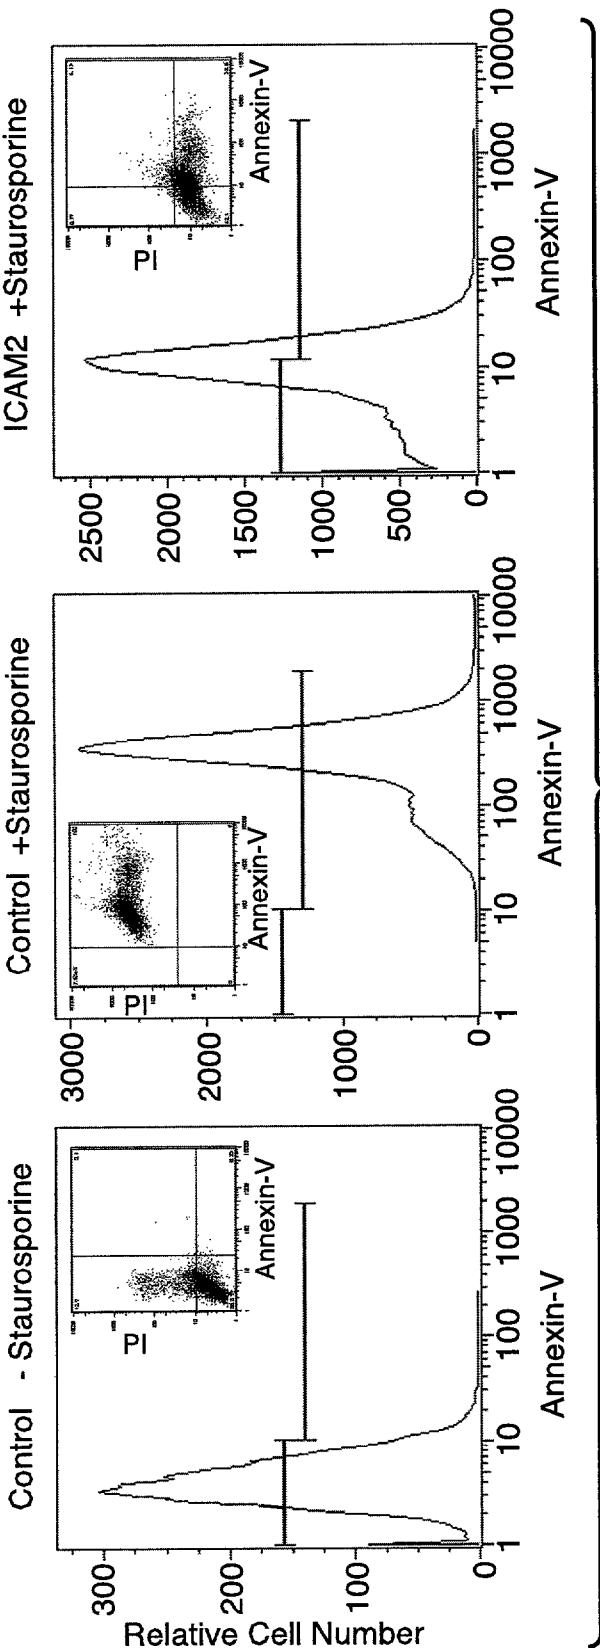 Control - Staurosporine
Relative Cell Number
300
200
100
0
1
10
100
1000
10000
Annexin-V
PI
Annexin-V
Control +Staurosporine
3000
2000
1000
0
1
10
100
1000
10000
Annexin-V
PI
Annexin-V
ICAM2 +Staurosporine
2500
2000
1500
1000
500
0
1
10
100
1000
10000
Annexin-V
PI
Annexin-V